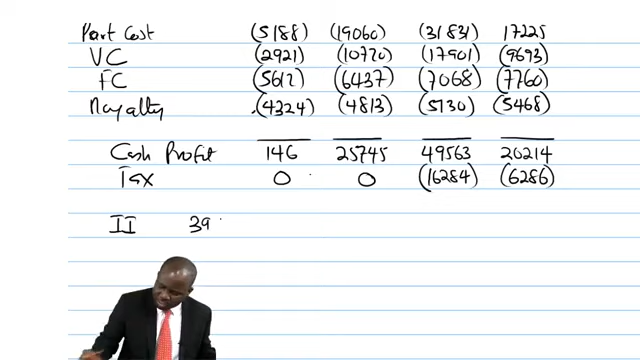 Part Cost (5188) (19060) (31831) 17225
VC (2921) (10720) (17901) (9693)
FC (5612) (6437) (7068) (7760)
Royalty (4324) (4813) (5130) (5468)
Cash Profit 146 25745 49563 20214
Tax 0 0 (16284) (6286)
II 39